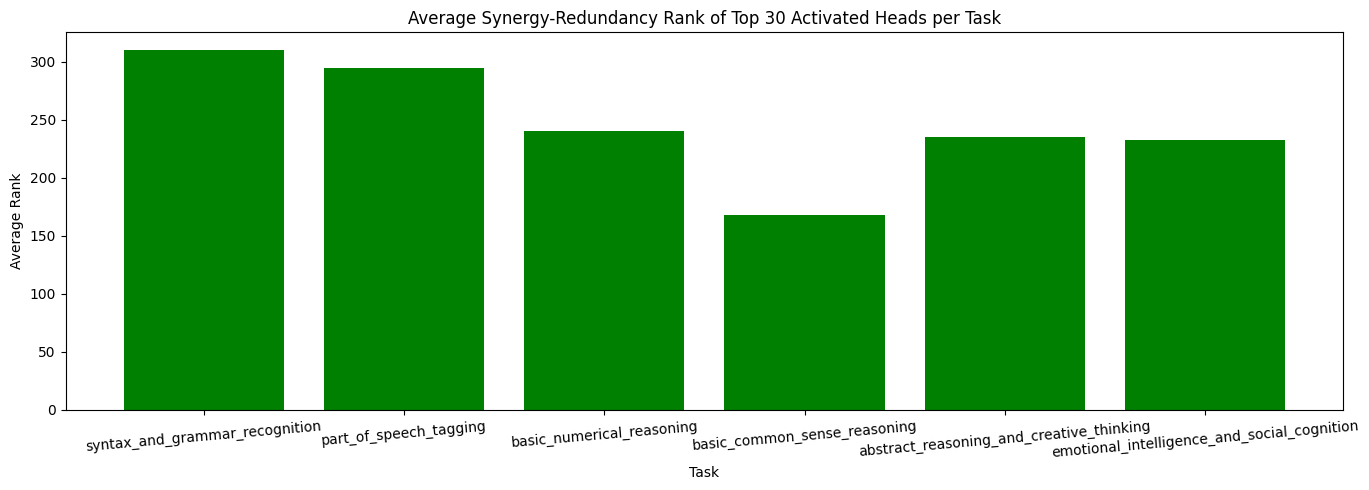 Average Synergy-Redundancy Rank of Top 30 Activated Heads per Task
300
250
200
150
100
50
0
Average Rank
syntax_and_grammar_recognition
part_of_speech_tagging
basic_numerical_reasoning
basic_common_sense_reasoning
abstract_reasoning_and_creative_thinking
emotional_intelligence_and_social_cognition
Task